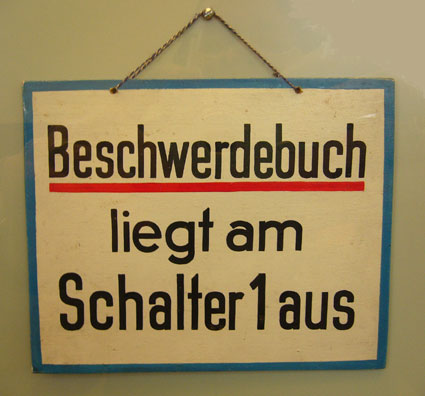 Beschwerdebuch
liegt am
Schalter 1 aus